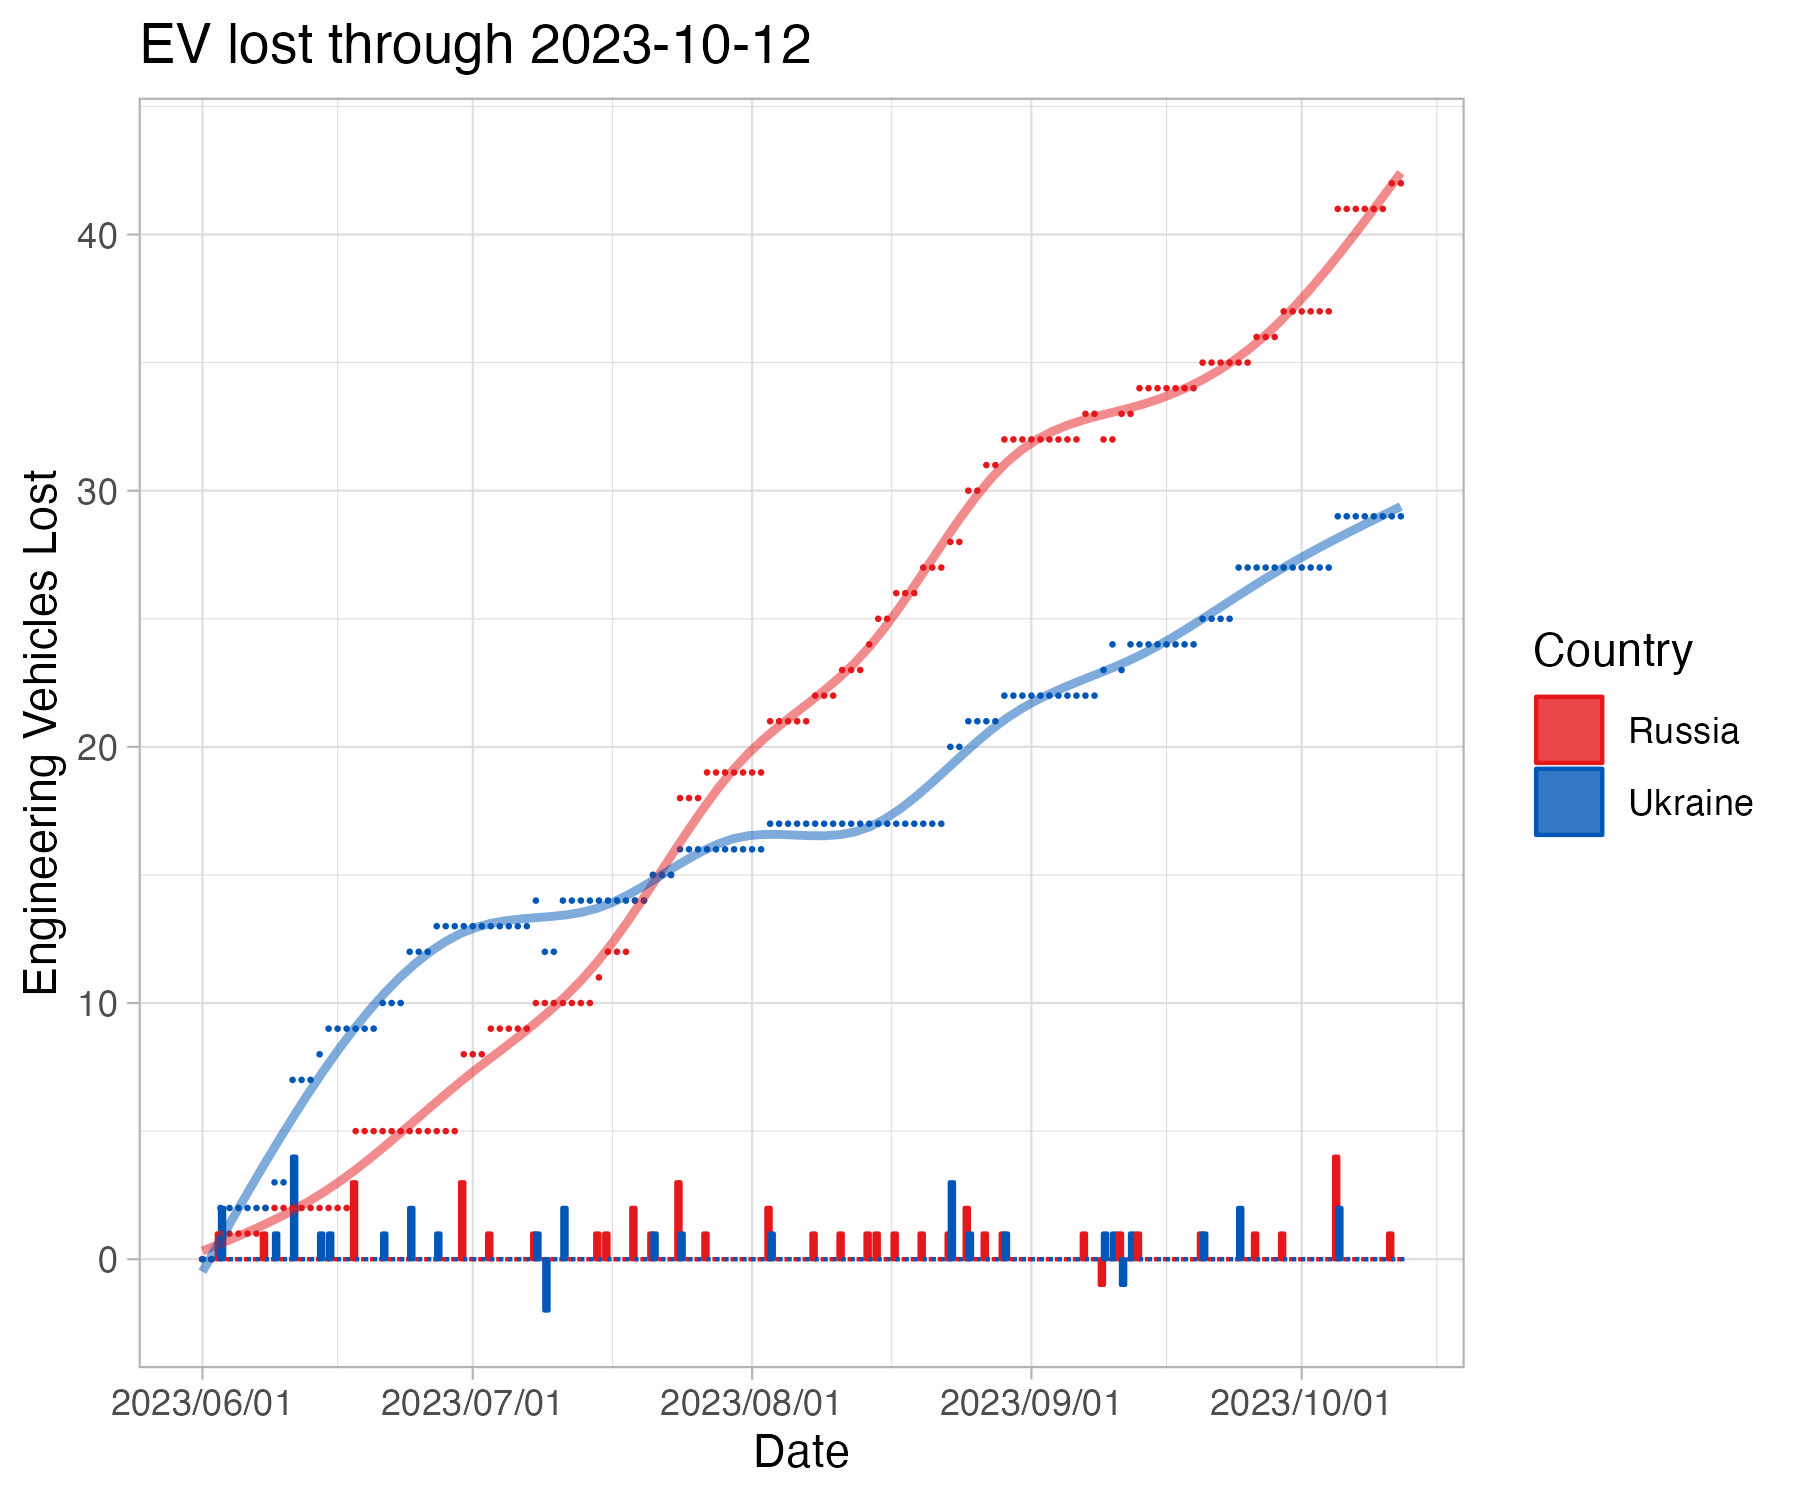 EV lost through 2023-10-12
Engineering Vehicles Lost
40
30
20
10
0
2023/06/01
2023/07/01
2023/08/01
2023/09/01
2023/10/01
Date
Country
Russia
Ukraine